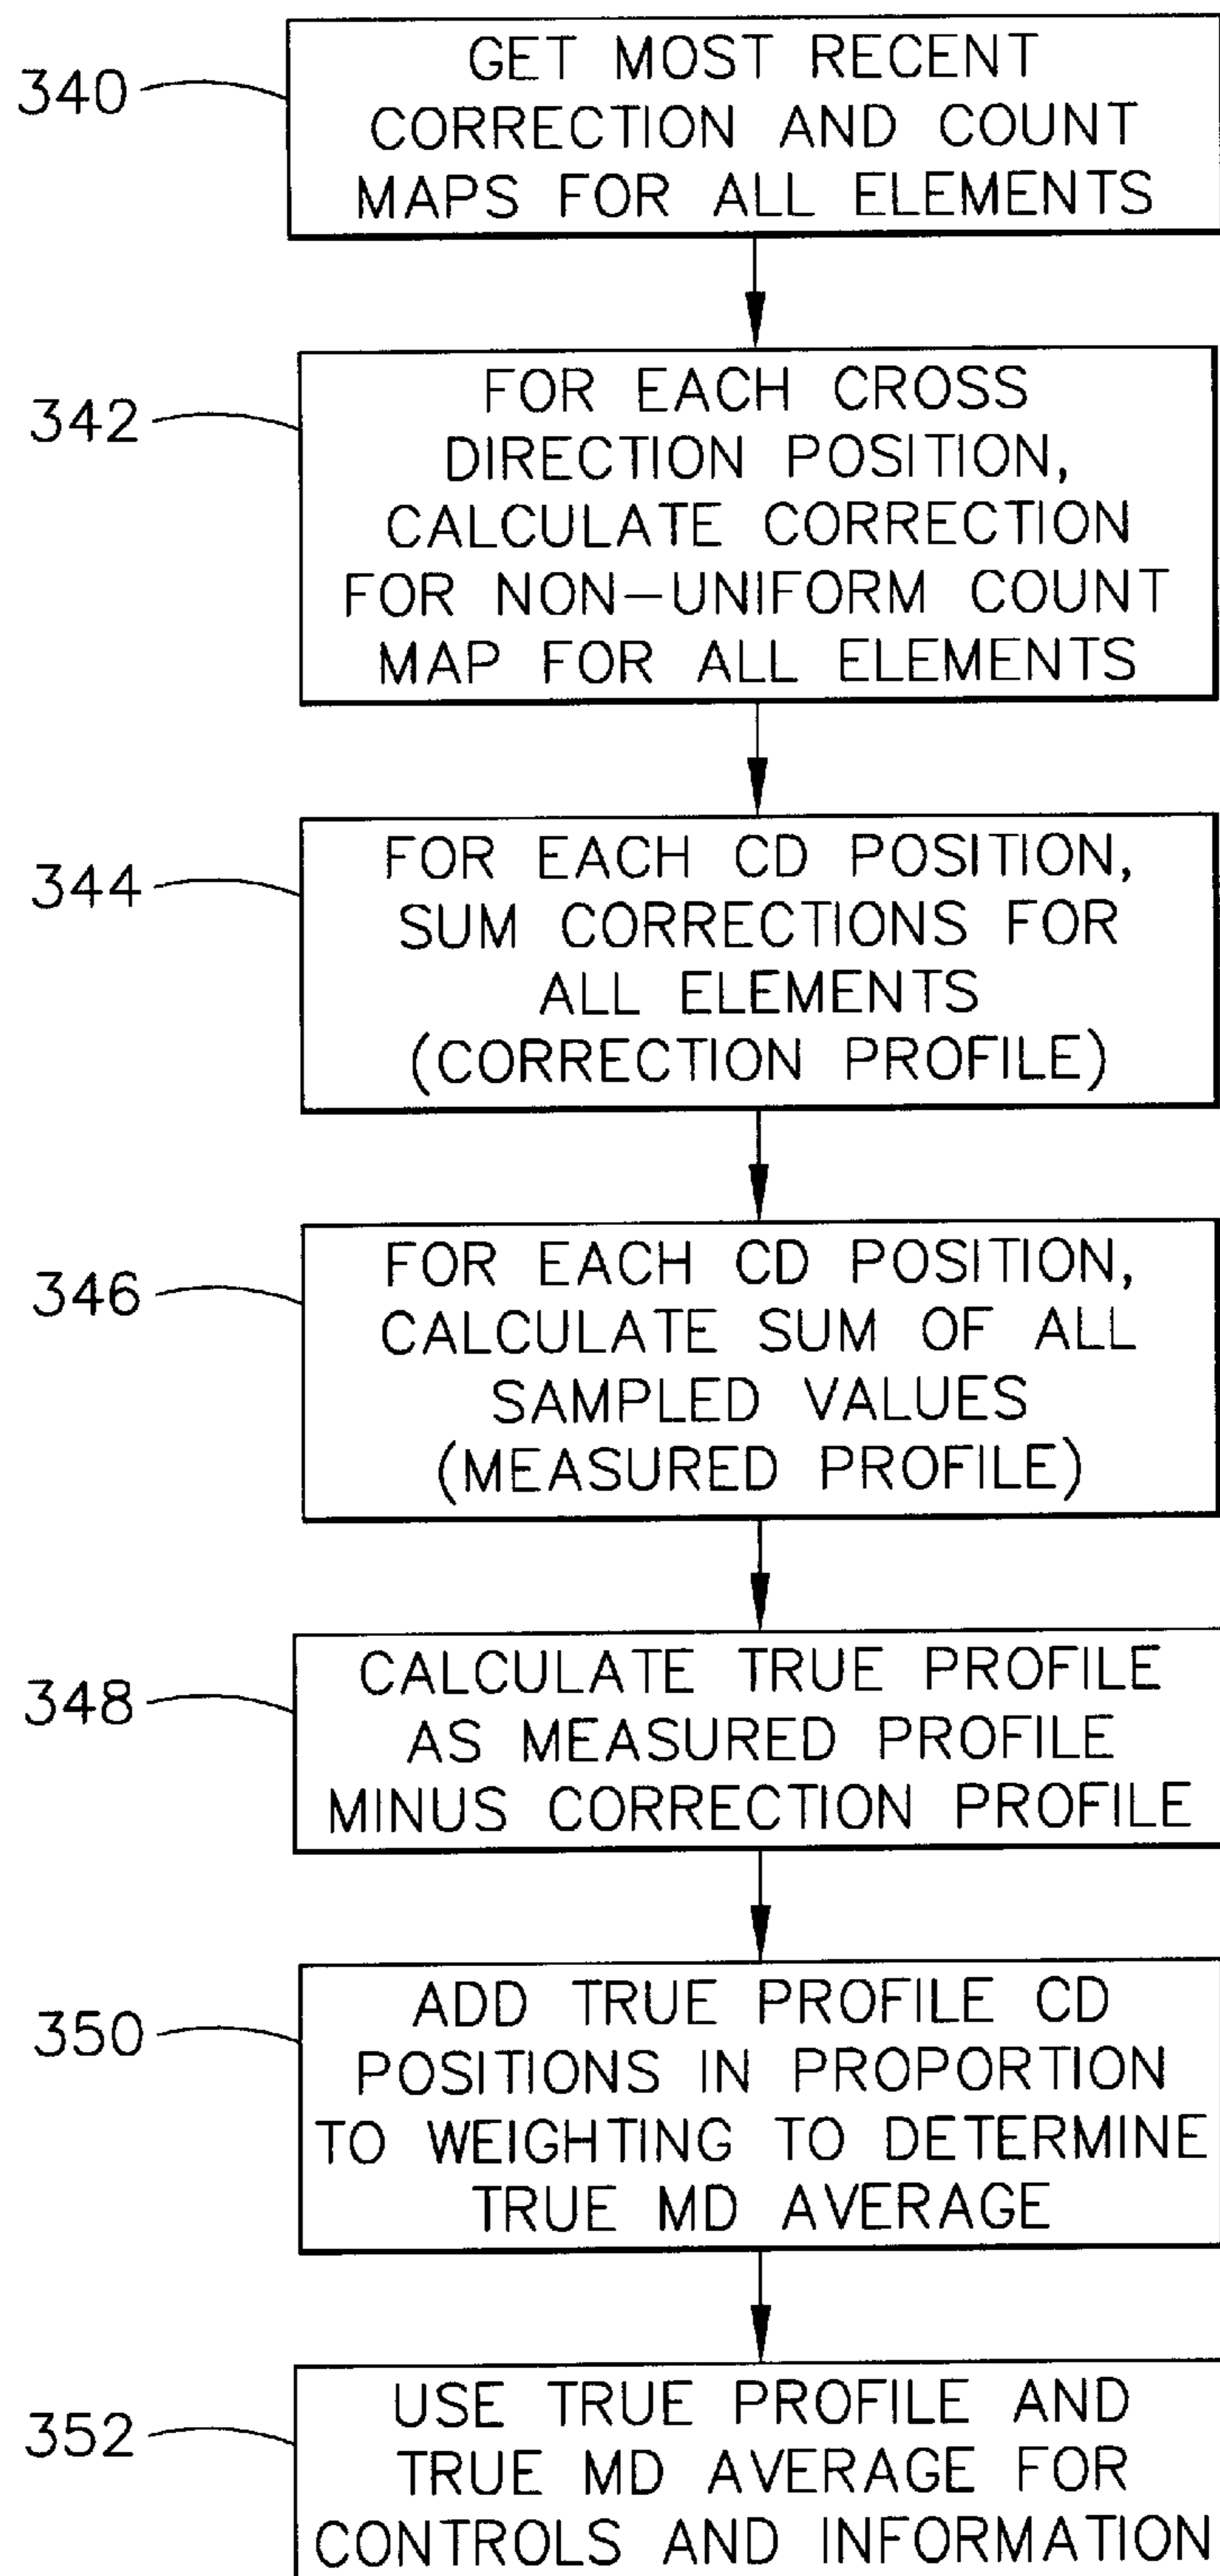 340
GET MOST RECENT
CORRECTION AND COUNT
MAPS FOR ALL ELEMENTS
342
FOR EACH CROSS
DIRECTION POSITION,
CALCULATE CORRECTION
FOR NON-UNIFORM COUNT
MAP FOR ALL ELEMENTS
344
FOR EACH CD POSITION,
SUM CORRECTIONS FOR
ALL ELEMENTS
(CORRECTION PROFILE)
346
FOR EACH CD POSITION,
CALCULATE SUM OF ALL
SAMPLED VALUES
(MEASURED PROFILE)
348
CALCULATE TRUE PROFILE
AS MEASURED PROFILE
MINUS CORRECTION PROFILE
350
ADD TRUE PROFILE CD
POSITIONS IN PROPORTION
TO WEIGHTING TO DETERMINE
TRUE MD AVERAGE
352
USE TRUE PROFILE AND
TRUE MD AVERAGE FOR
CONTROLS AND INFORMATION